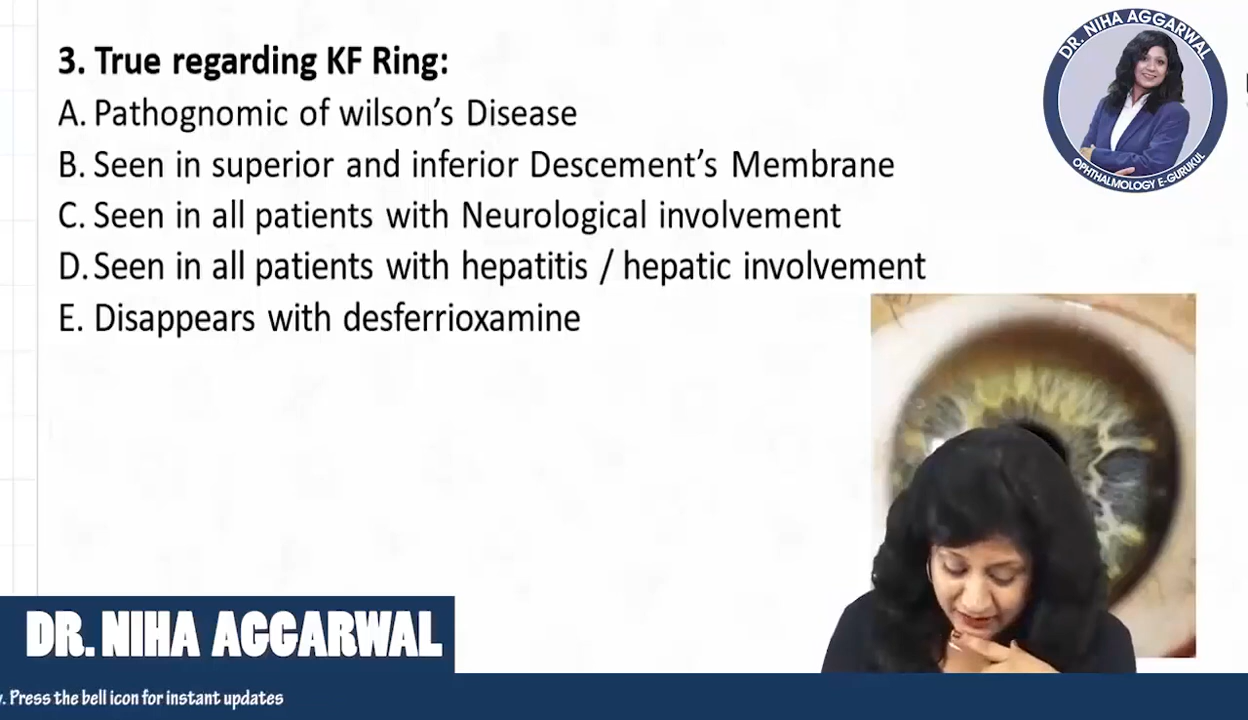 3. True regarding KF Ring:
A. Pathognomic of wilson's Disease
B. Seen in superior and inferior Descement's Membrane
C. Seen in all patients with Neurological involvement
D. Seen in all patients with hepatitis / hepatic involvement
E. Disappears with desferrioxamine
DR. NIHA AGGARWAL
OPHTHALMOLOGY E-GURUKUL
DR. NIHA AGGARWAL
. Press the bell icon for instant updates